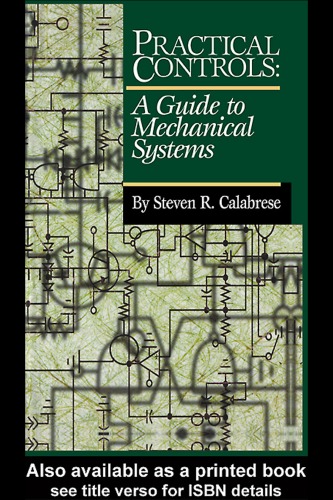 PRACTICAL
CONTROLS:
A Guide to
Mechanical
Systems
By Steven R. Calabrese
Also available as a printed book
see title verso for ISBN details